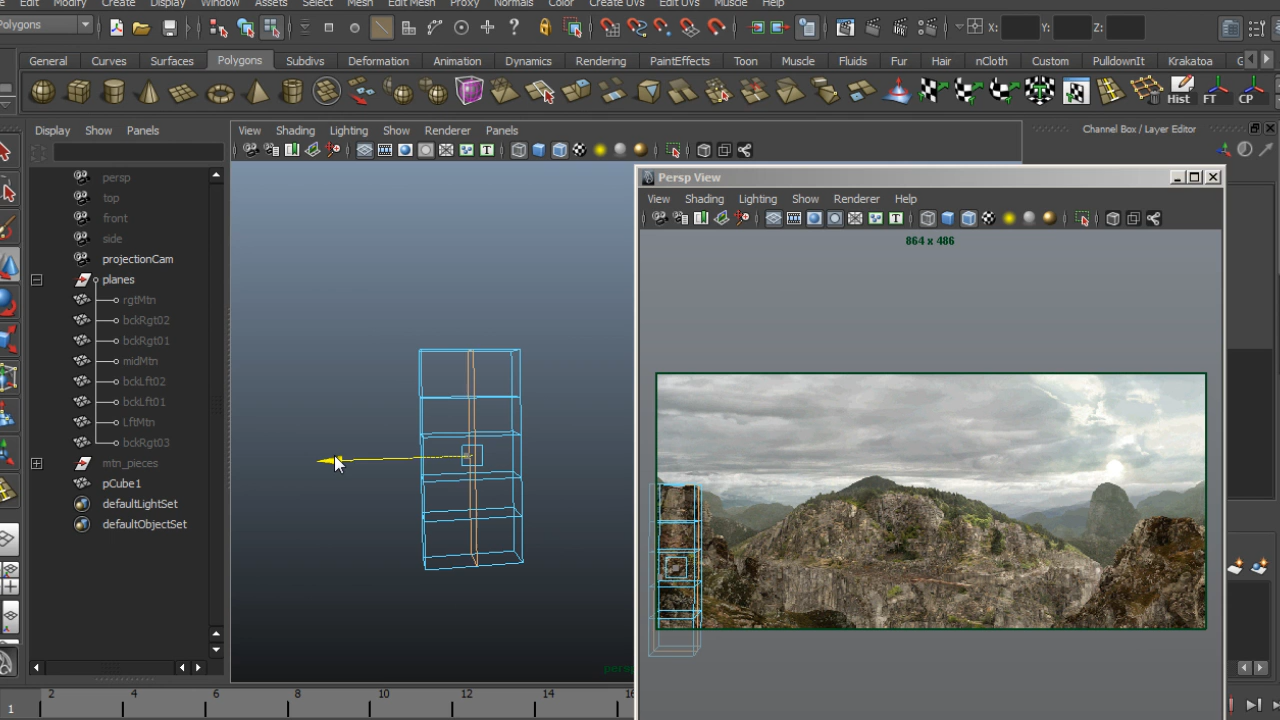 Edit Modify Create Display Window Assets Select Mesh Edit Mesh Proxy Normals Color Create UVs Edit UVs Muscle Help
Polygons X: Y: Z:
General Curves Surfaces Polygons Subdivs Deformation Animation Dynamics Rendering PaintEffects Toon Muscle Fluids Fur Hair nCloth Custom PulldownIt Krakatoa
Hist FT CP
Display Show Panels
View Shading Lighting Show Renderer Panels
Channel Box / Layer Editor
persp
top
front
side
projectionCam
planes
rgtMtn
bckRgt02
bckRgt01
midMtn
bckLft02
bckLft01
LftMtn
bckRgt03
mtn_pieces
pCube1
defaultLightSet
defaultObjectSet
Persp View
View Shading Lighting Show Renderer Help
864 x 486
persp
1 2 4 6 8 10 12 14